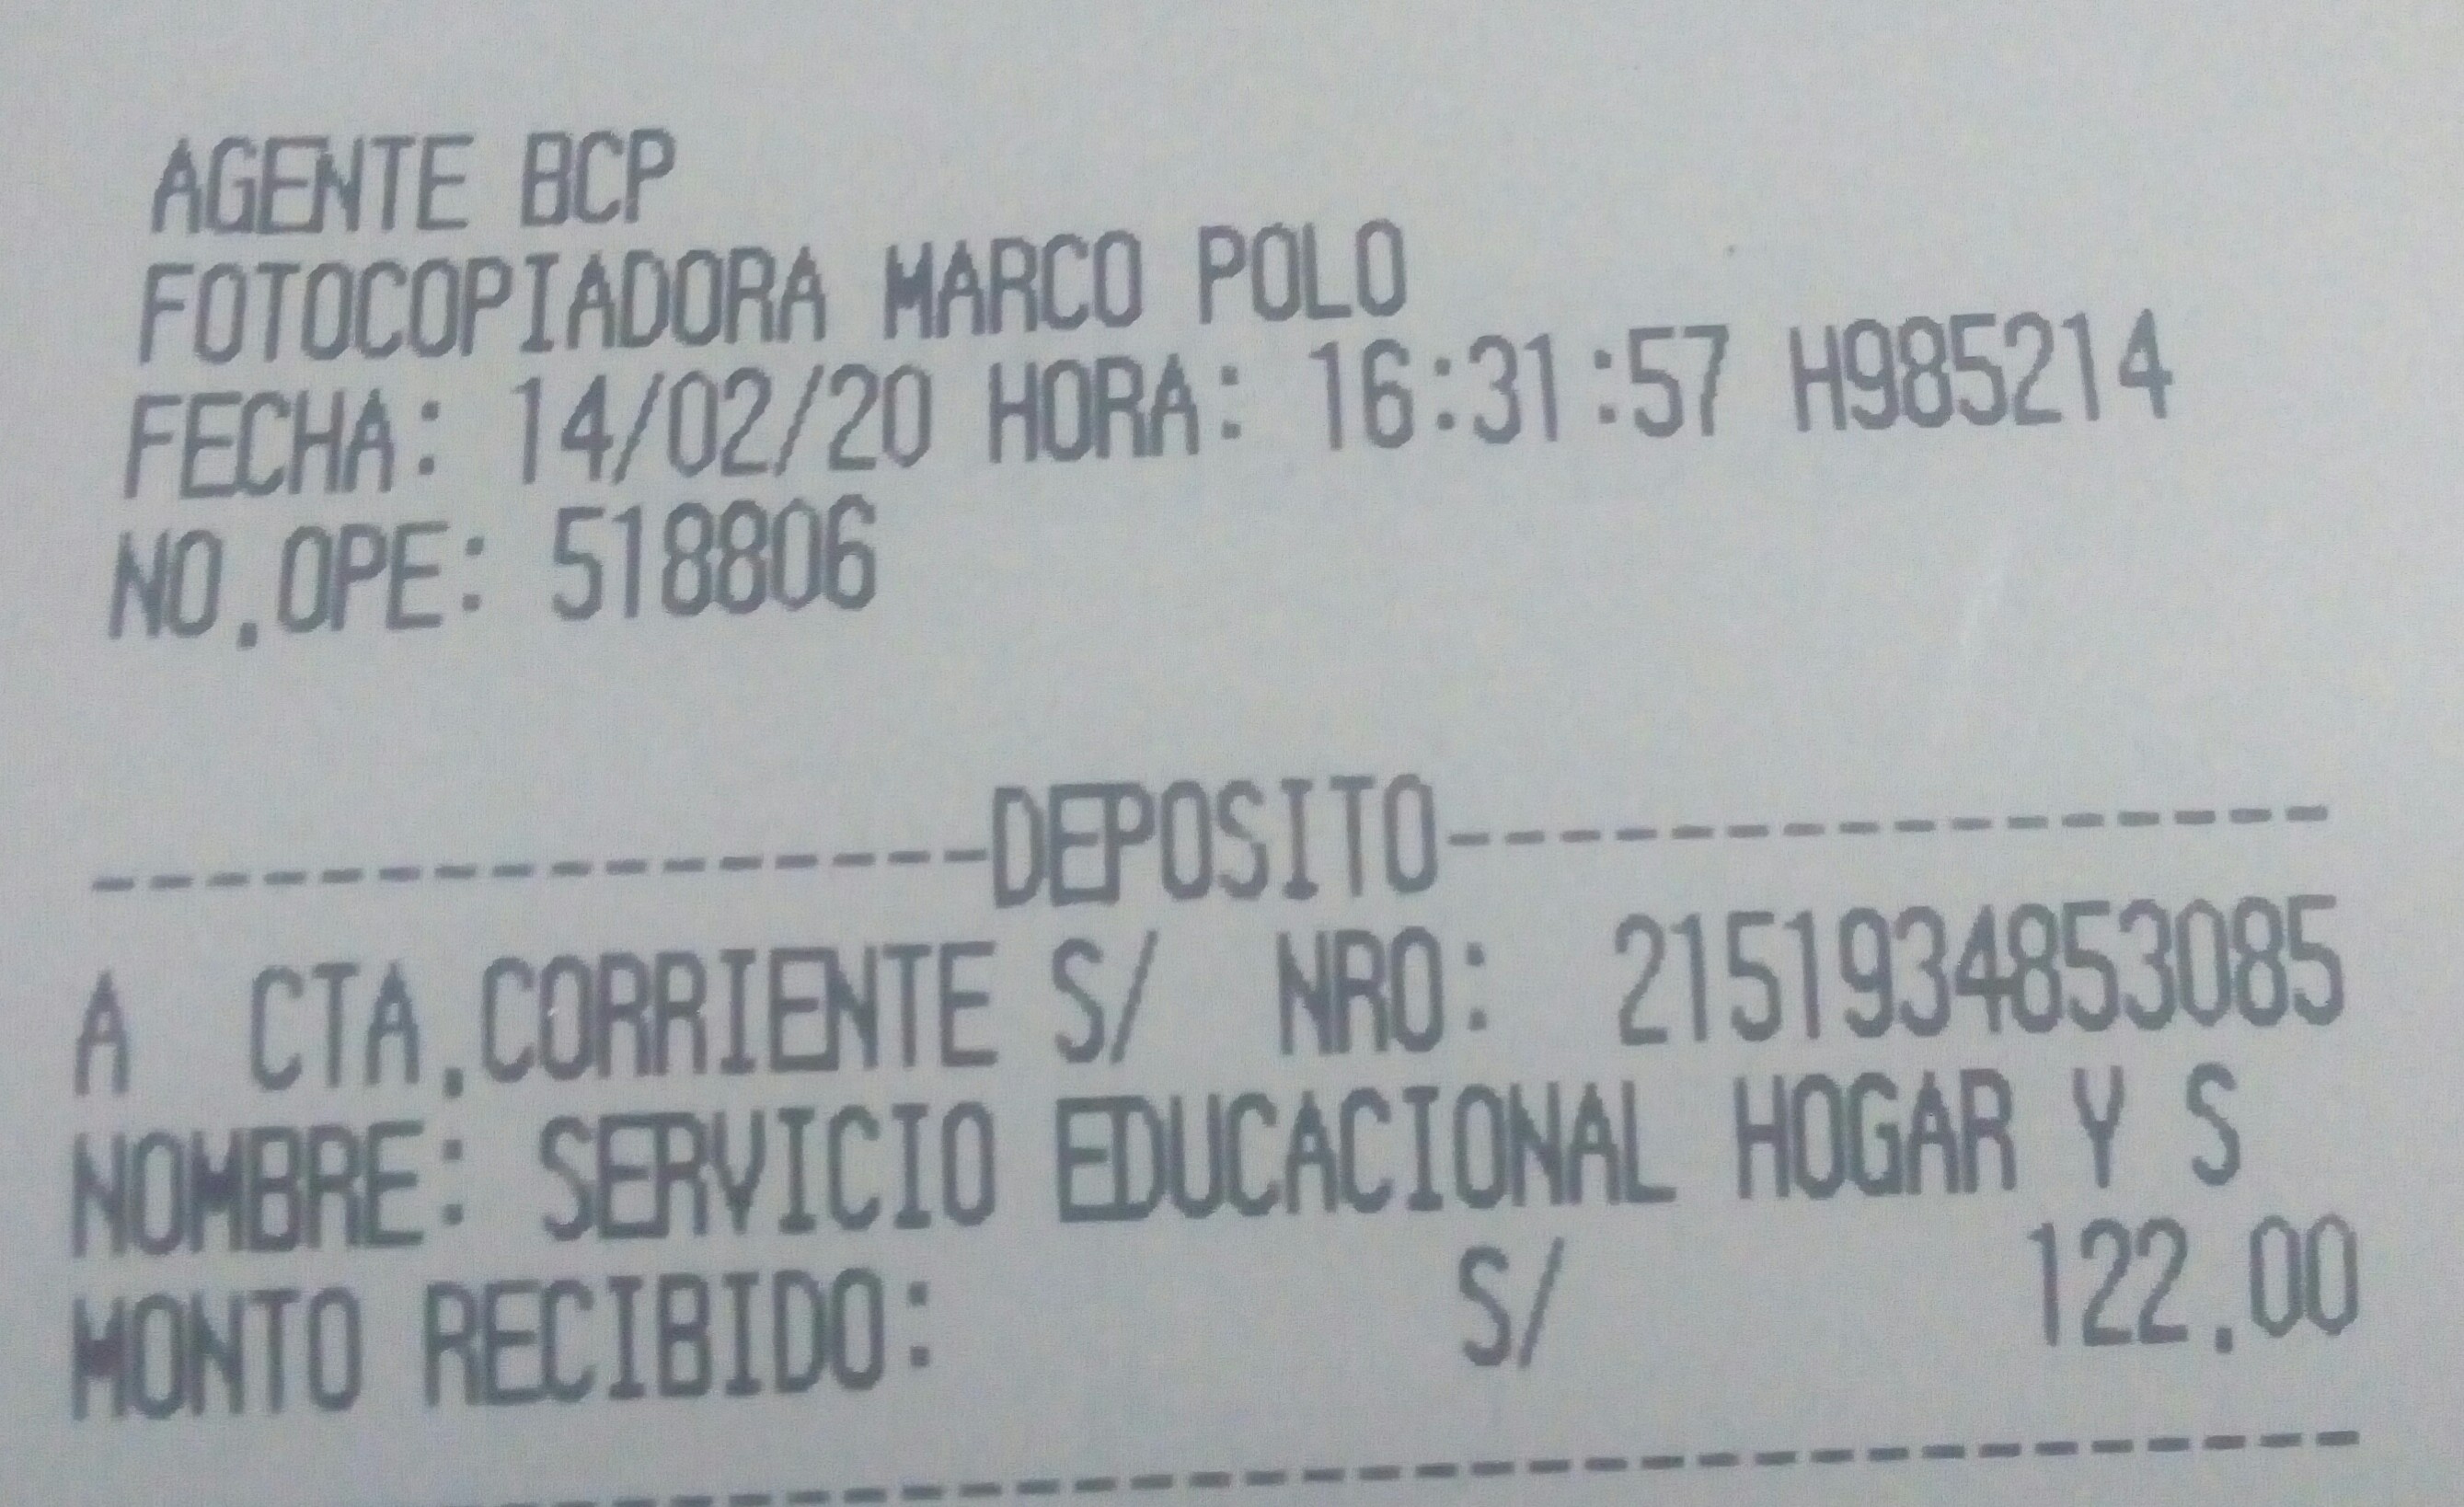 AGENTE BCP
FOTOCOPIADORA MARCO POLO
FECHA: 14/02/20 HORA: 16:31:57 H985214
NO.OPE: 518806
----------------DEPOSITO----------------
A  CTA.CORRIENTE S/  NRO:  2151934853085
NOMBRE: SERVICIO EDUCACIONAL HOGAR Y S
MONTO RECIBIDO: S/ 122.00